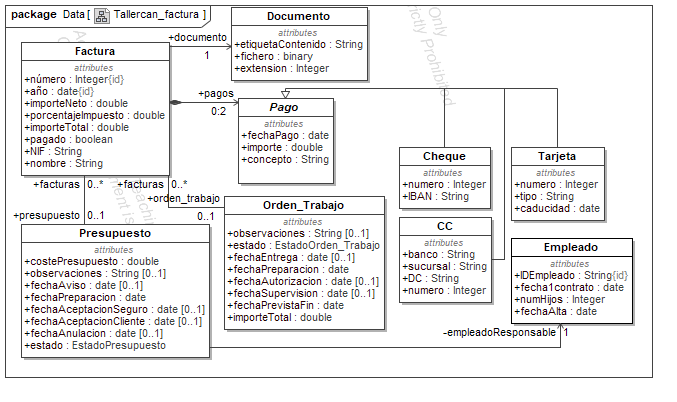 package Data [ Tallercan_factura ]
Only
Strictly Prohibited
Documento
attributes
+etiquetaContenido : String
+fichero : binary
+extension : Integer
+documento
1
Factura
attributes
+número : Integer{id}
+año : date{id}
+importeNeto : double
+porcentajeImpuesto : double
+importeTotal : double
+pagado : boolean
+NIF : String
+nombre : String
+pagos
0:2
Pago
attributes
+fechaPago : date
+importe : double
+concepto : String
Cheque
attributes
+numero : Integer
+IBAN : String
Tarjeta
attributes
+numero : Integer
+tipo : String
+caducidad : date
+facturas 0..*
+facturas 0..*
+orden_trabajo
0..1
+presupuesto 0..1
Orden_Trabajo
attributes
+observaciones : String [0..1]
+estado : EstadoOrden_Trabajo
+fechaEntrega : date [0..1]
+fechaPreparacion : date
+fechaAutorizacion : date [0..1]
+fechaSupervision : date [0..1]
+fechaPrevistaFin : date
+importeTotal : double
CC
attributes
+banco : String
+sucursal : String
+DC : String
+numero : Integer
Presupuesto
attributes
+costePresupuesto : double
+observaciones : String [0..1]
+fechaAviso : date [0..1]
+fechaPreparacion : date
+fechaAceptacionSeguro : date [0..1]
+fechaAceptacionCliente : date [0..1]
+fechaAnulacion : date [0..1]
+estado : EstadoPresupuesto
Empleado
attributes
+IDEmpleado : String{id}
+fecha1contrato : date
+numHijos : Integer
+fechaAlta : date
-empleadoResponsable 1